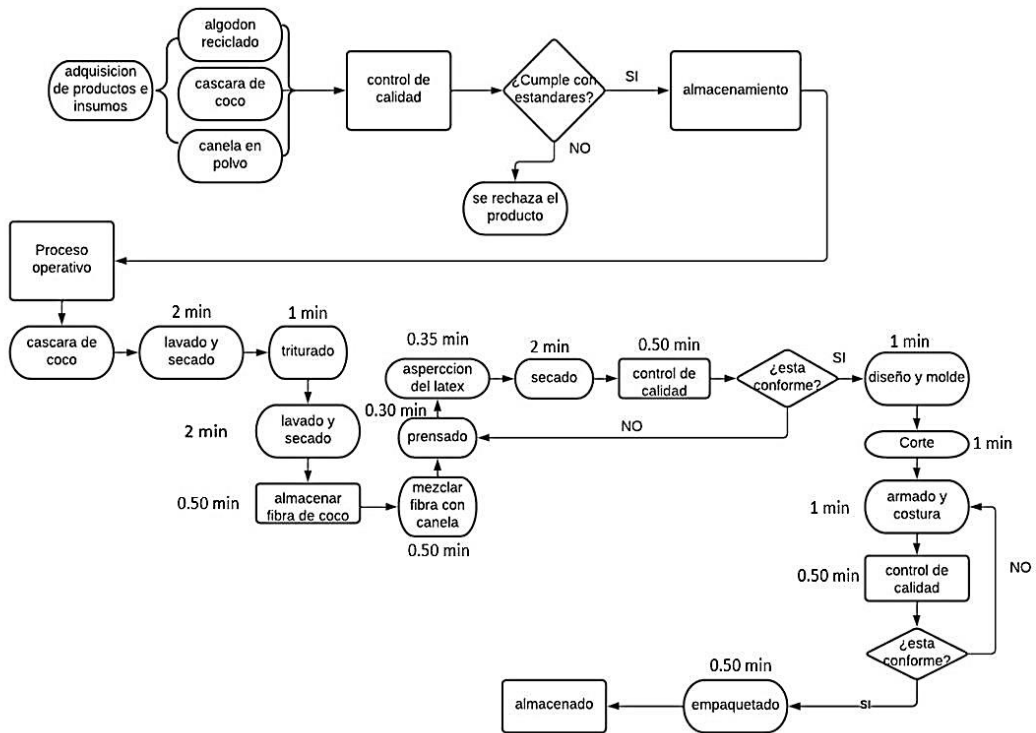 algodon
reciclado
adquisicion
de productos e
insumos
cascara de
coco
canela en
polvo
control de
calidad
¿Cumple con
estandares?
SI
almacenamiento
NO
se rechaza el
producto
Proceso
operativo
cascara de
coco
2 min
lavado y
secado
1 min
triturado
2 min
lavado y
secado
0.50 min
almacenar
fibra de coco
mezclar
fibra con
canela
0.50 min
0.30 min
prensado
0.35 min
asperccion
del latex
2 min
secado
0.50 min
control de
calidad
¿esta
conforme?
SI
NO
1 min
diseño y molde
Corte
1 min
1 min
armado y
costura
0.50 min
control de
calidad
NO
¿esta
conforme?
SI
0.50 min
empaquetado
almacenado